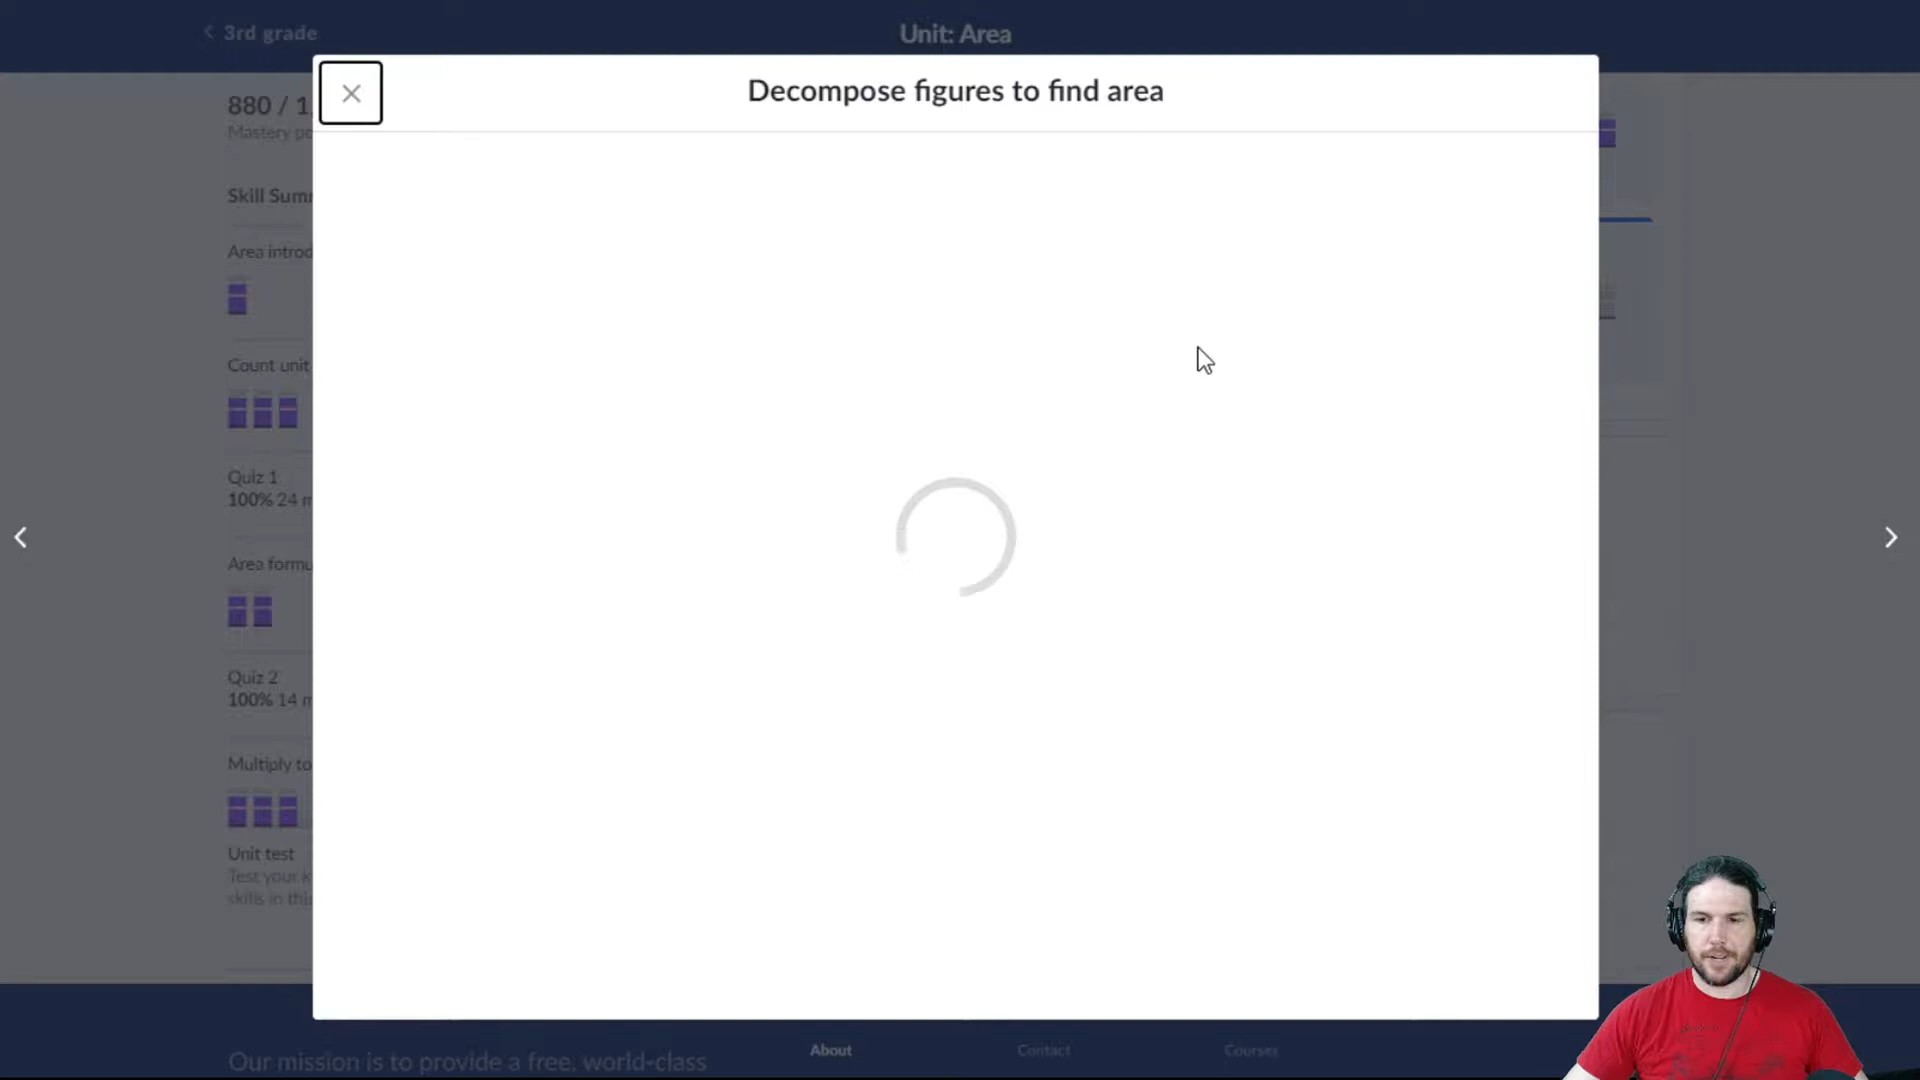 3rd grade
Unit: Area
Decompose figures to find area
880 / 1
Mastery
Skill Sum
Area introd
Count unit
Quiz 1
100% 24 m
Area formu
Quiz 2
100% 14 m
Multiply to
Unit test
Test your k
skills in this
About
Contact
Courses
Our mission is to provide a free, world-class